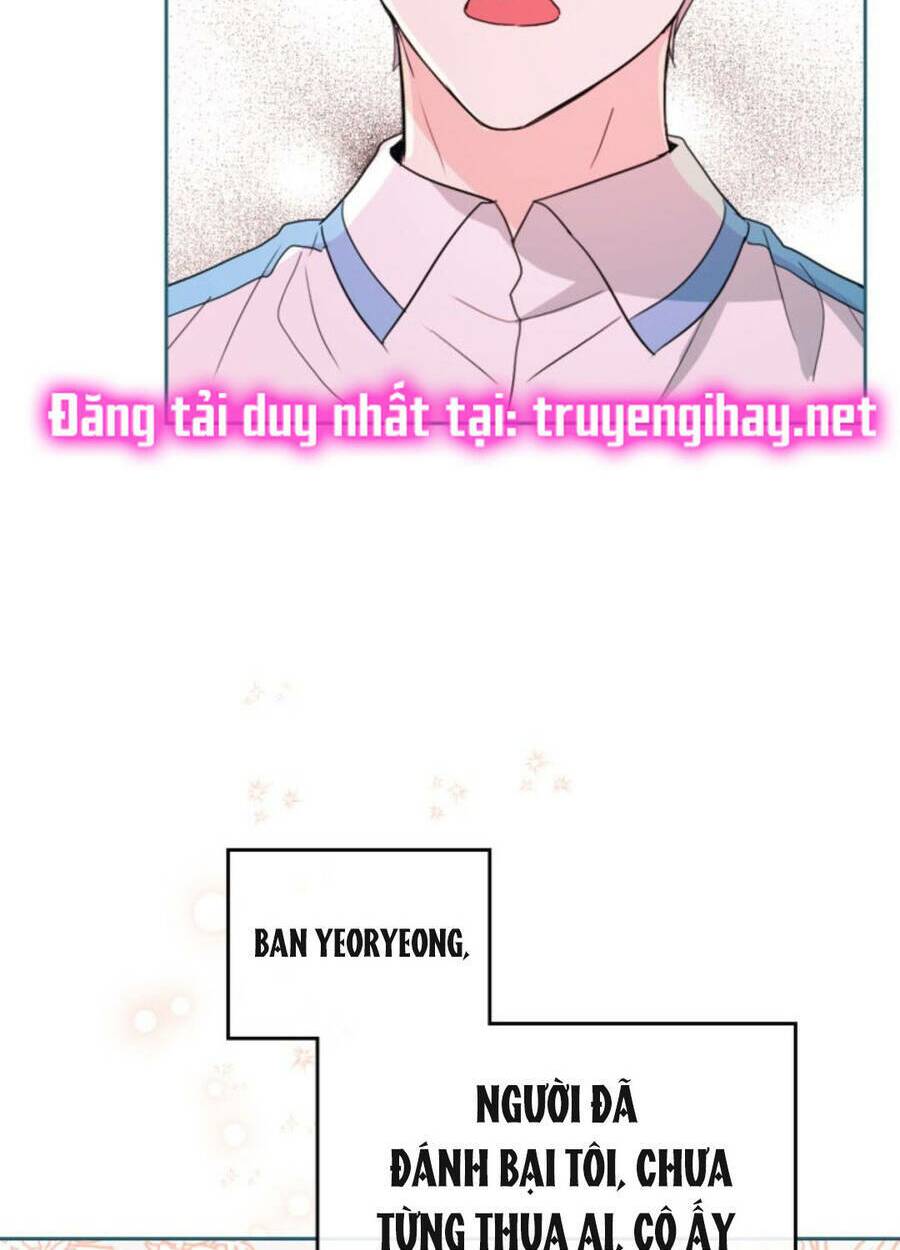 Đăng tải duy nhất tại: truyengihay.net
BAN YEORYEONG,
NGƯỜI ĐÃ
ĐÁNH BẠI TÔI, CHƯA
TỪNG THUA AI, CÔ ẤY